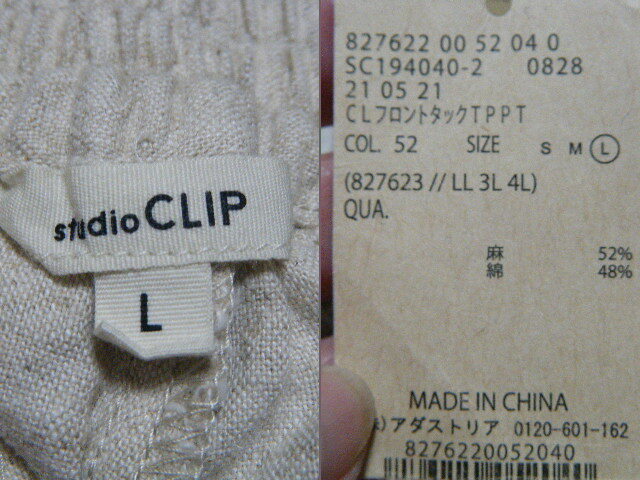 studio CLIP
L
827622 00 52 04 0
SC194040-2 0828
21 05 21
CLフロントタックTPPT
COL. 52 SIZE S M L
(827623 // LL 3L 4L)
QUA.
麻 52%
綿 48%
MADE IN CHINA
㈱アダストリア 0120-601-162
8276220052040